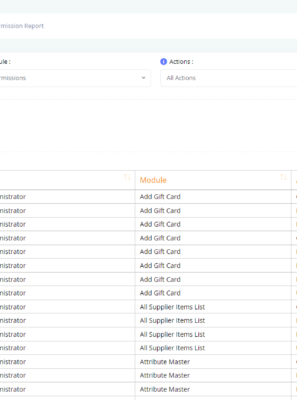 mission Report
ule : Actions :
rmissions All Actions
Module
nistrator Add Gift Card
nistrator Add Gift Card
nistrator Add Gift Card
nistrator Add Gift Card
nistrator Add Gift Card
nistrator Add Gift Card
nistrator Add Gift Card
nistrator Add Gift Card
nistrator All Supplier Items List
nistrator All Supplier Items List
nistrator All Supplier Items List
nistrator All Supplier Items List
nistrator Attribute Master
nistrator Attribute Master
nistrator Attribute Master